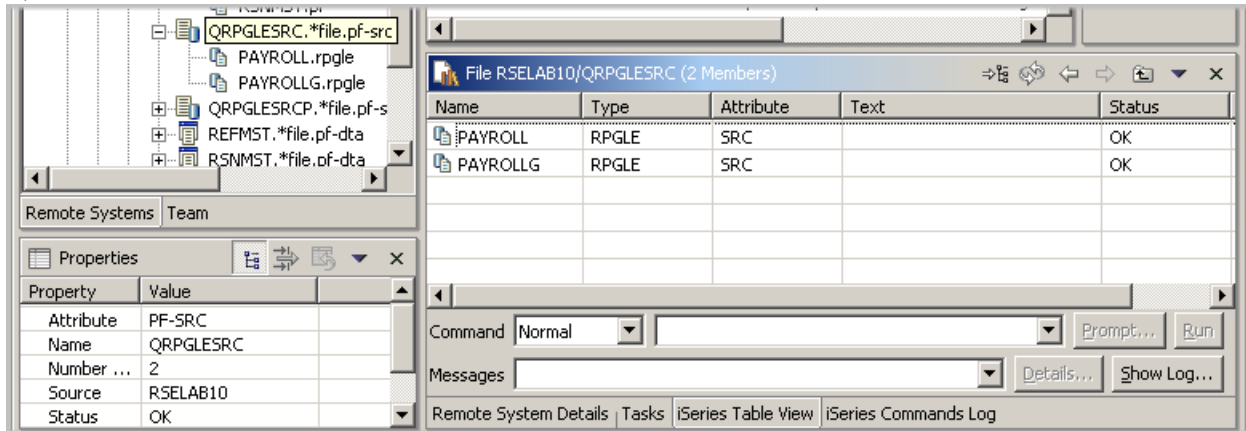 QRPGLESRC.*file.pf-src
PAYROLL.rpgle
PAYROLLG.rpgle
QRPGLESRCP.*file.pf-s
REFMST.*file.pf-dta
RSNMST.*file.pf-dta
Remote Systems Team
Properties
Property Value
Attribute PF-SRC
Name QRPGLESRC
Number ... 2
Source RSELAB10
Status OK
File RSELAB10/QRPGLESRC (2 Members)
Name Type Attribute Text Status
PAYROLL RPGLE SRC OK
PAYROLLG RPGLE SRC OK
Command Normal Prompt... Run
Messages Details... Show Log...
Remote System Details Tasks iSeries Table View iSeries Commands Log